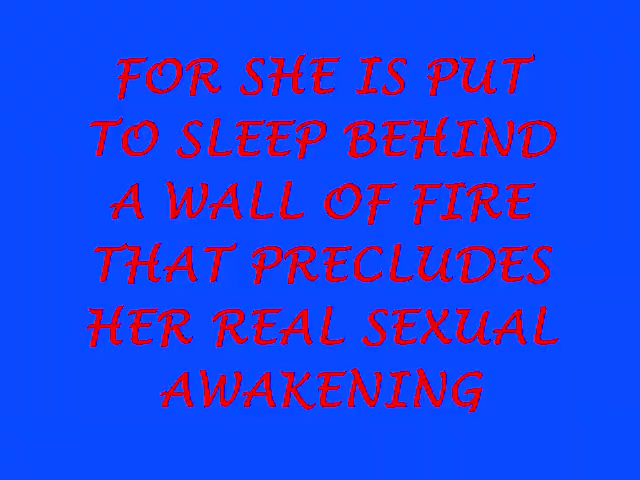 FOR SHE IS PUT
TO SLEEP BEHIND
A WALL OF FIRE
THAT PRECLUDES
HER REAL SEXUAL
AWAKENING